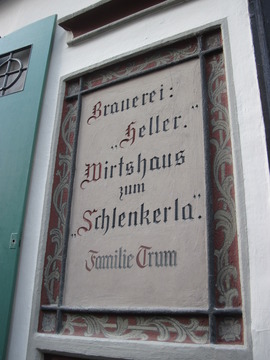 Brauerei:
„Heller."
Wirtshaus
zum
„Schlenkerla".
Familie Trum